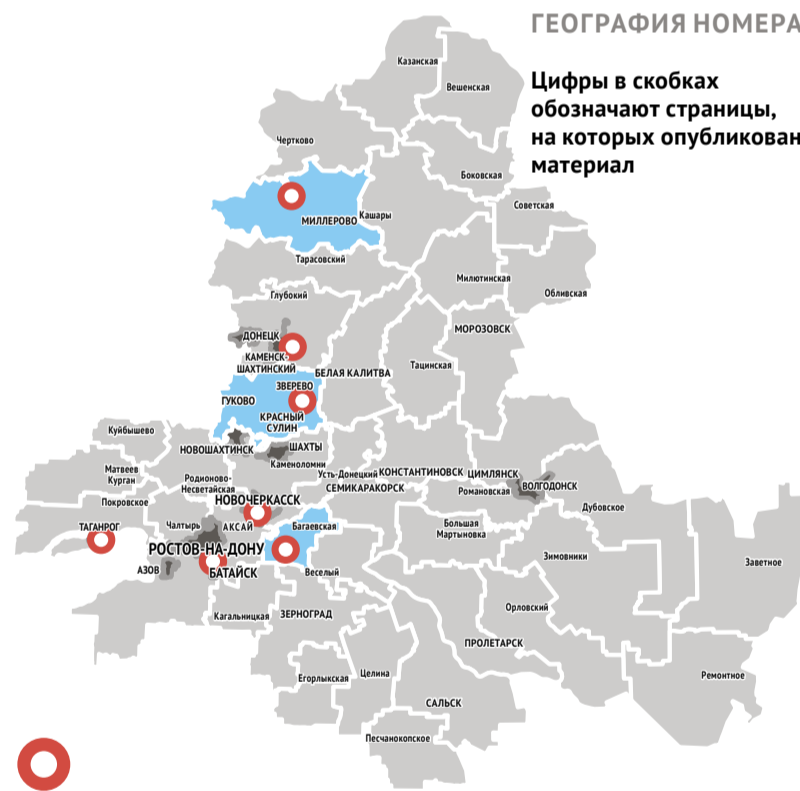 ГЕОГРАФИЯ НОМЕРА
Цифры в скобках
обозначают страницы,
на которых опубликован
материал
Казанская
Вешенская
Чертково
Боковская
МИЛЛЕРОВО
Кашары
Советская
Тарасовский
Милютинская
Обливская
Глубокий
МОРОЗОВСК
ДОНЕЦК
КАМЕНСК-
ШАХТИНСКИЙ
Тацинская
БЕЛАЯ КАЛИТВА
ЗВЕРЕВО
ГУКОВО
КРАСНЫЙ
СУЛИН
Куйбышево
НОВОШАХТИНСК
ШАХТЫ
Каменоломни
Матвеев
Курган
Родионово-
Несветайская
Усть-Донецкий
КОНСТАНТИНОВСК
ЦИМЛЯНСК
СЕМИКАРАКОРСК
Романовская
ВОЛГОДОНСК
Покровское
НОВОЧЕРКАССК
Дубовское
ТАГАНРОГ
Чалтырь
АКСАЙ
Багаевская
Большая
Мартыновка
РОСТОВ-НА-ДОНУ
Зимовники
Заветное
АЗОВ
БАТАЙСК
Веселый
Кагальницкая
ЗЕРНОГРАД
Орловский
ПРОЛЕТАРСК
Егорлыкская
Целина
Ремонтное
САЛЬСК
Песчанокопское